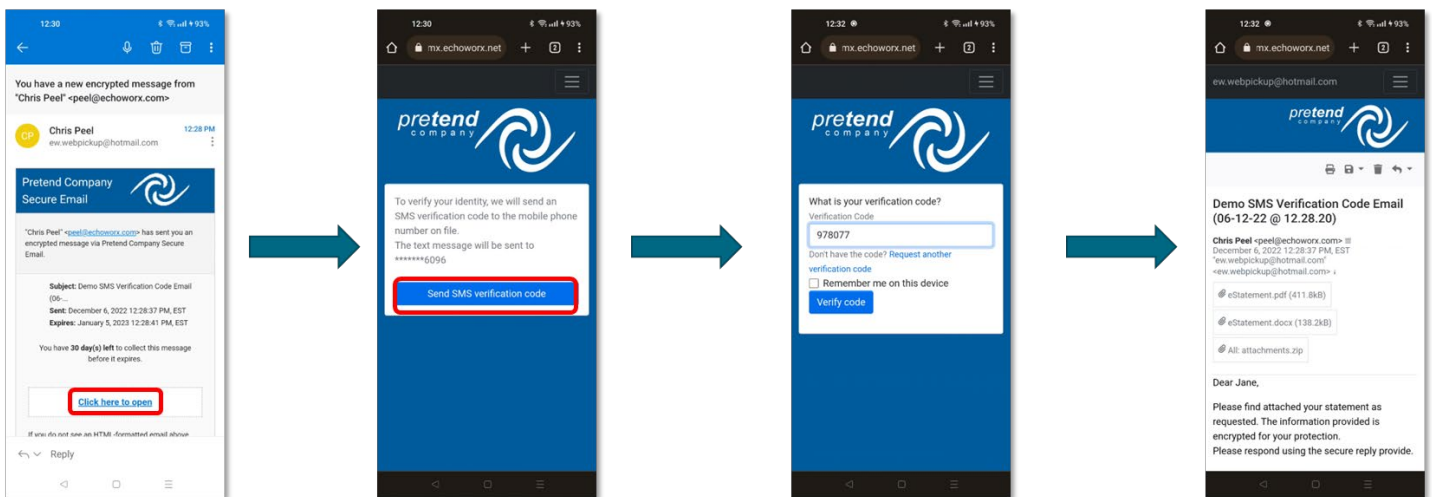 12:30
93%
You have a new encrypted message from
"Chris Peel" <peel@echoworx.com>
CP
Chris Peel
12:28 PM
ew.webpickup@hotmail.com
Pretend Company
Secure Email
"Chris Peel" <peel@echoworx.com> has sent you an
encrypted message via Pretend Company Secure
Email.
Subject: Demo SMS Verification Code Email
(06-...
Sent: December 6, 2022 12:28:37 PM, EST
Expires: January 5, 2023 12:28:41 PM, EST
You have 30 day(s) left to collect this message
before it expires.
Click here to open
If you do not see an HTML-formatted email above
Reply
12:30
93%
mx.echoworx.net
2
pretend
company
To verify your identity, we will send an
SMS verification code to the mobile phone
number on file.
The text message will be sent to
*******6096
Send SMS verification code
12:32
93%
mx.echoworx.net
2
pretend
company
What is your verification code?
Verification Code
978077
Don't have the code? Request another
verification code
Remember me on this device
Verify code
12:32
93%
mx.echoworx.net
2
ew.webpickup@hotmail.com
pretend
company
Demo SMS Verification Code Email
(06-12-22 @ 12.28.20)
Chris Peel <peel@echoworx.com>
December 6, 2022 12:28:37 PM, EST
"ew.webpickup@hotmail.com"
<ew.webpickup@hotmail.com>
eStatement.pdf (411.8kB)
eStatement.docx (138.2kB)
All: attachments.zip
Dear Jane,
Please find attached your statement as
requested. The information provided is
encrypted for your protection.
Please respond using the secure reply provide.